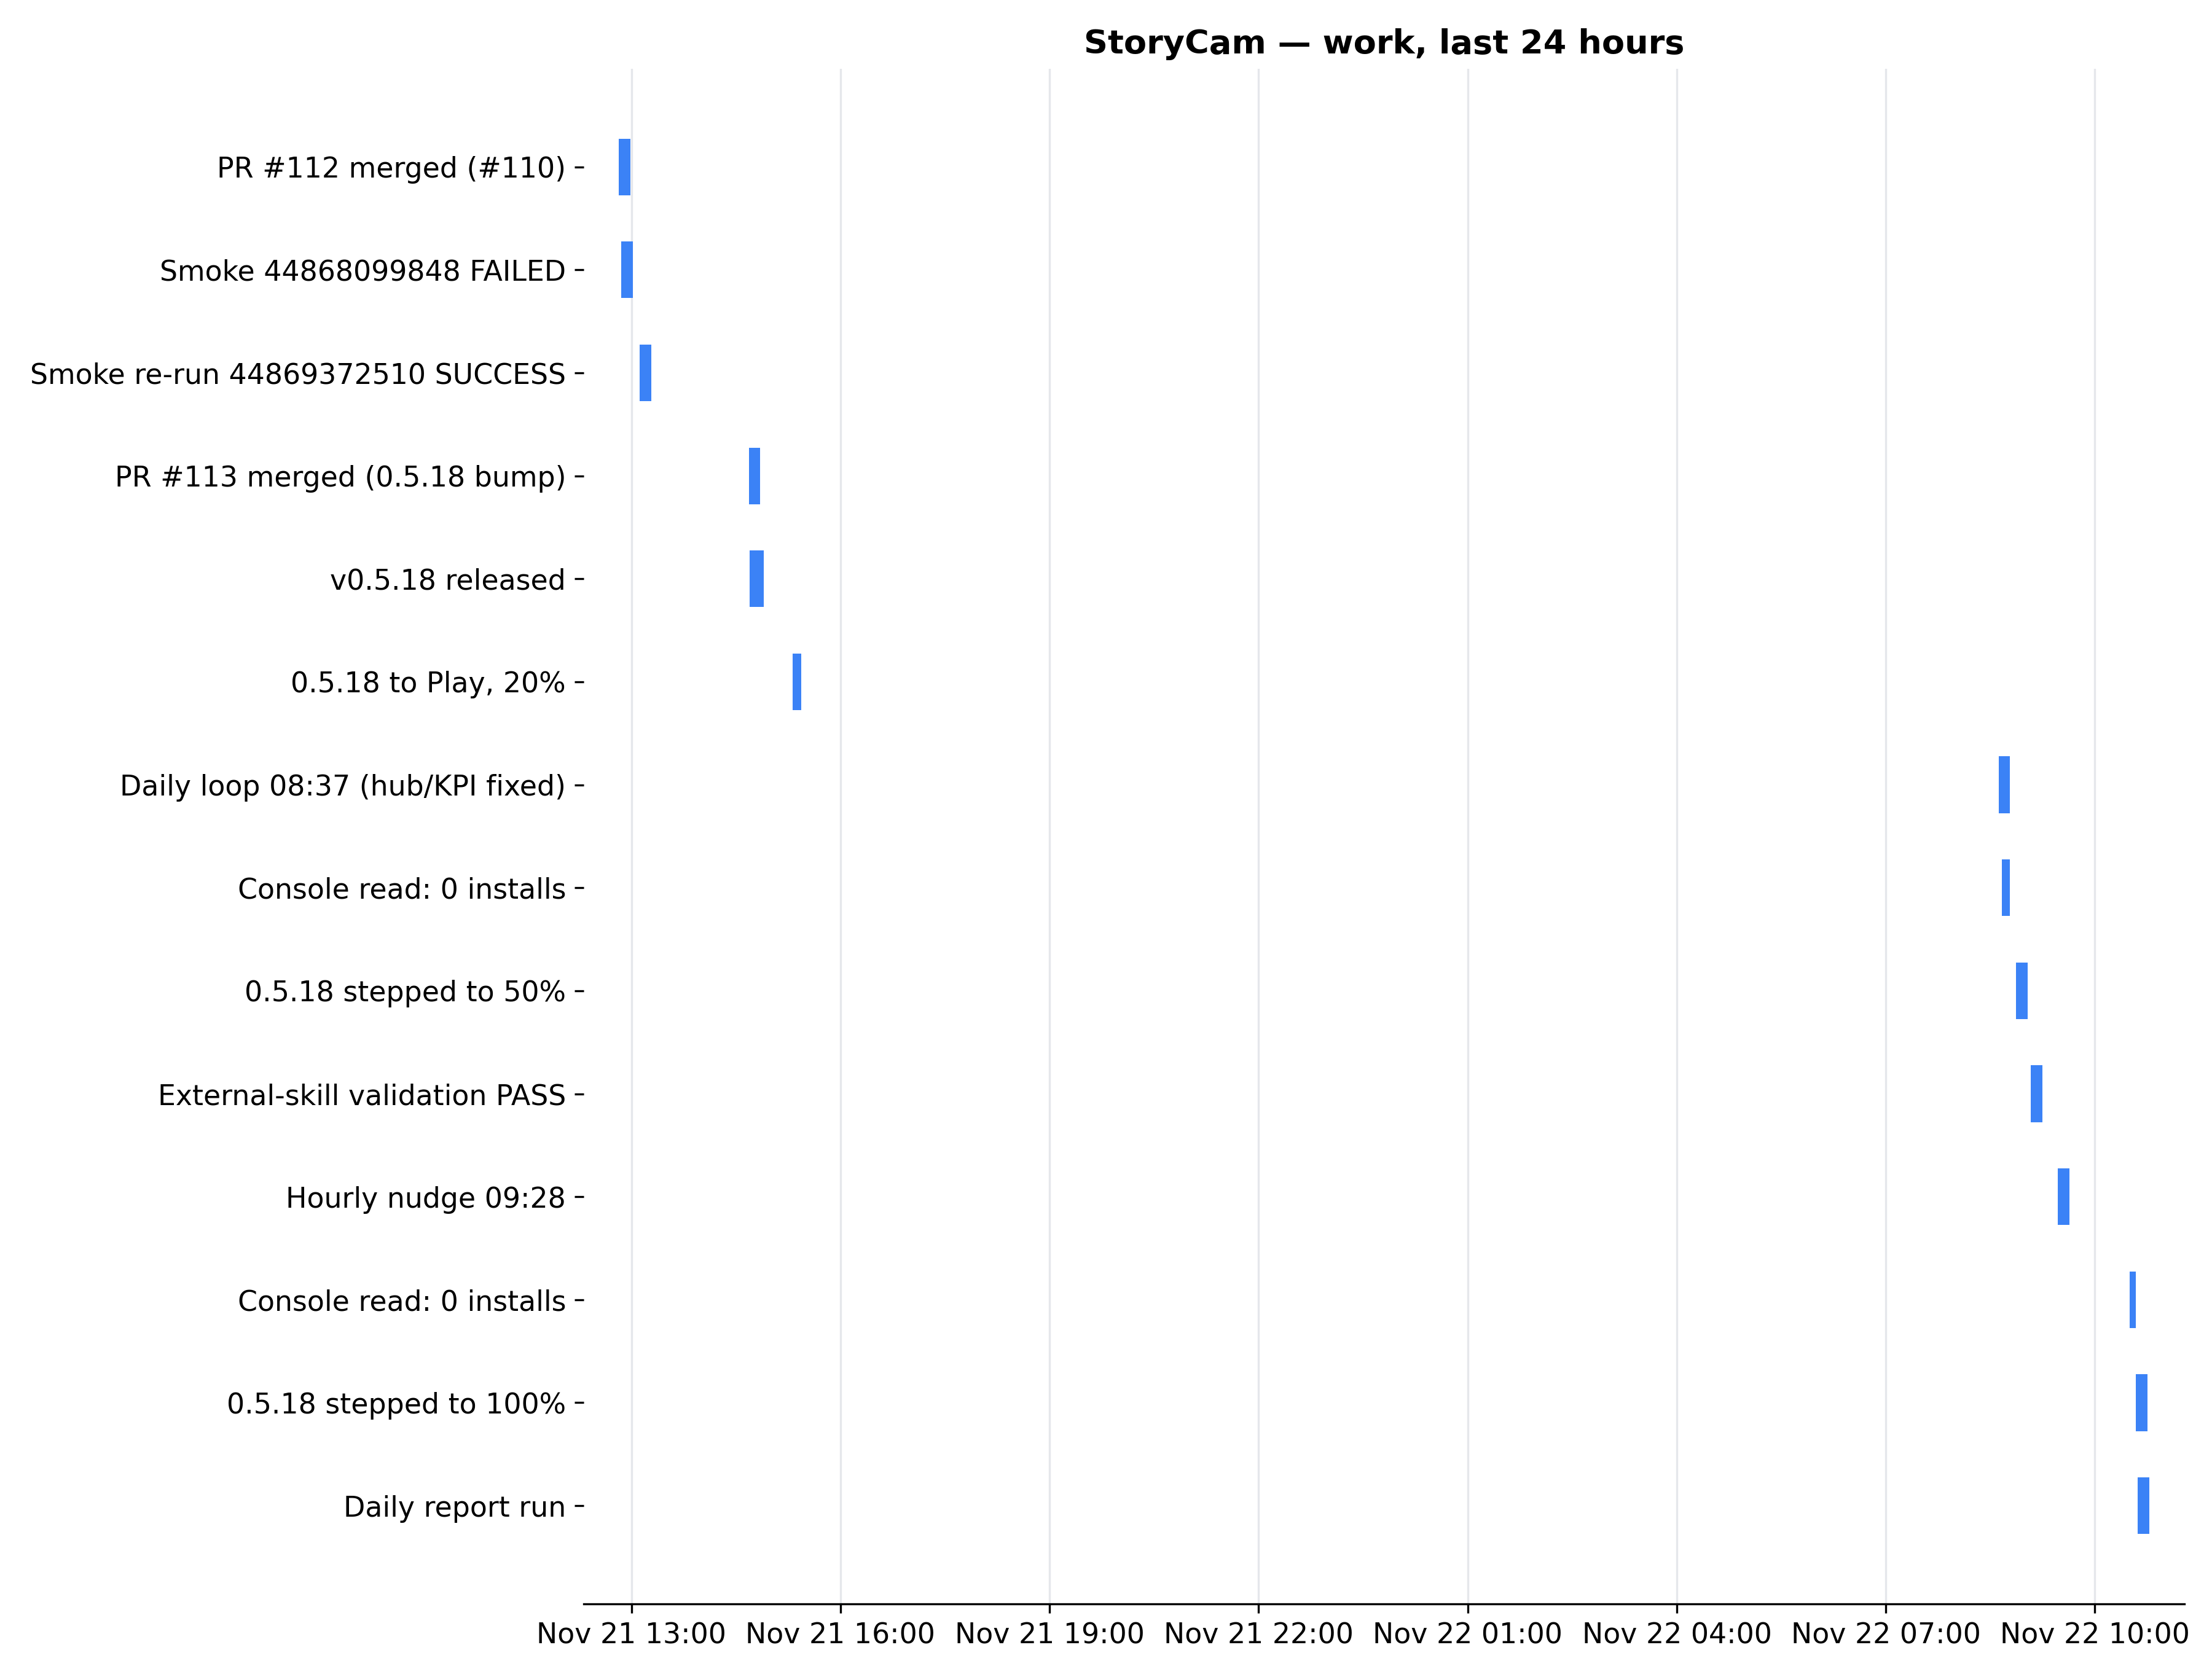 StoryCam — work, last 24 hours
PR #112 merged (#110)
Smoke 44868099848 FAILED
Smoke re-run 44869372510 SUCCESS
PR #113 merged (0.5.18 bump)
v0.5.18 released
0.5.18 to Play, 20%
Daily loop 08:37 (hub/KPI fixed)
Console read: 0 installs
0.5.18 stepped to 50%
External-skill validation PASS
Hourly nudge 09:28
Console read: 0 installs
0.5.18 stepped to 100%
Daily report run
Nov 21 13:00 Nov 21 16:00 Nov 21 19:00 Nov 21 22:00 Nov 22 01:00 Nov 22 04:00 Nov 22 07:00 Nov 22 10:00